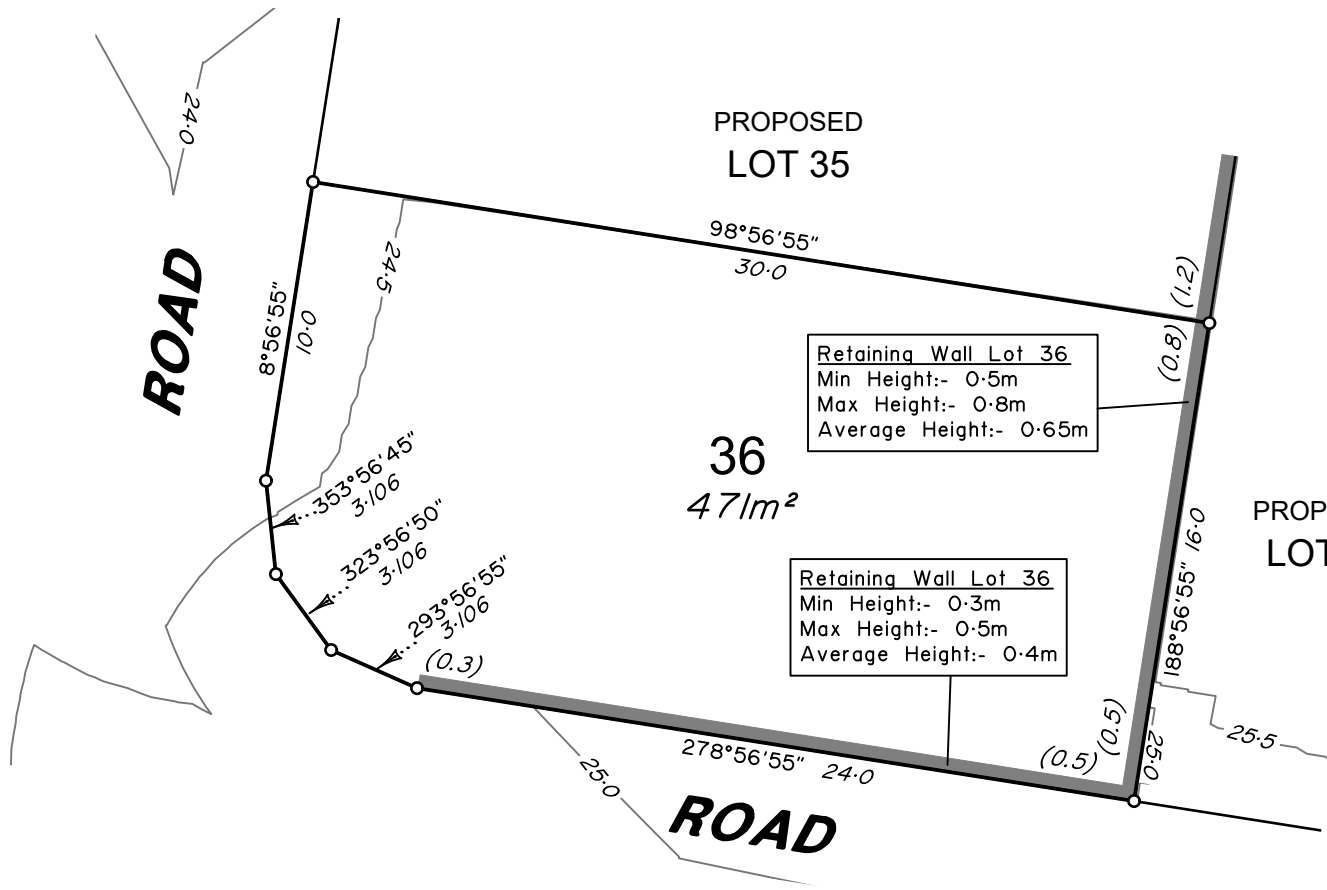 24·0
PROPOSED
LOT 35
98°56'55"
30·0
24·5
ROAD
8°56'55"
10·0
(1.2)
(0.8)
Retaining Wall Lot 36
Min Height:- 0·5m
Max Height:- 0·8m
Average Height:- 0·65m
36
471m²
353°56'45"
3·106
323°56'50"
3·106
293°56'55"
3·106
(0.3)
PROP
LOT
188°56'55" 16·0
Retaining Wall Lot 36
Min Height:- 0·3m
Max Height:- 0·5m
Average Height:- 0·4m
(0.5)
(0.5)
25·0
25·5
278°56'55" 24·0
25·0
ROAD